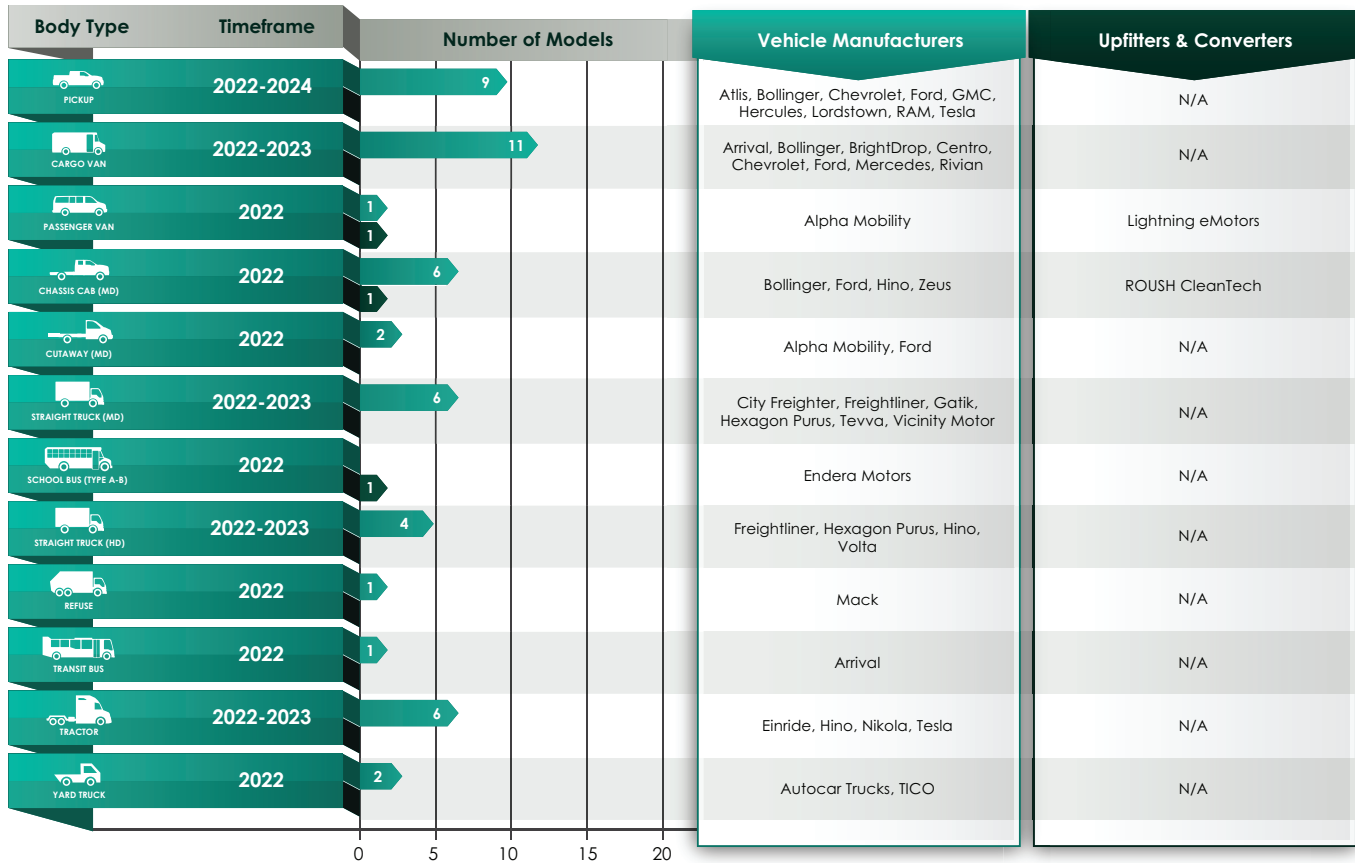 Body Type
Timeframe
Number of Models
Vehicle Manufacturers
Upfitters & Converters
PICKUP
2022-2024
9
Atlis, Bollinger, Chevrolet, Ford, GMC,
Hercules, Lordstown, RAM, Tesla
N/A
CARGO VAN
2022-2023
11
Arrival, Bollinger, BrightDrop, Centro,
Chevrolet, Ford, Mercedes, Rivian
N/A
PASSENGER VAN
2022
1
1
Alpha Mobility
Lightning eMotors
CHASSIS CAB (MD)
2022
6
1
Bollinger, Ford, Hino, Zeus
ROUSH CleanTech
CUTAWAY (MD)
2022
2
Alpha Mobility, Ford
N/A
STRAIGHT TRUCK (MD)
2022-2023
6
City Freighter, Freightliner, Gatik,
Hexagon Purus, Tevva, Vicinity Motor
N/A
SCHOOL BUS (TYPE A-B)
2022
1
Endera Motors
N/A
STRAIGHT TRUCK (HD)
2022-2023
4
Freightliner, Hexagon Purus, Hino,
Volta
N/A
REFUSE
2022
1
Mack
N/A
TRANSIT BUS
2022
1
Arrival
N/A
TRACTOR
2022-2023
6
Einride, Hino, Nikola, Tesla
N/A
YARD TRUCK
2022
2
Autocar Trucks, TICO
N/A
0
5
10
15
20